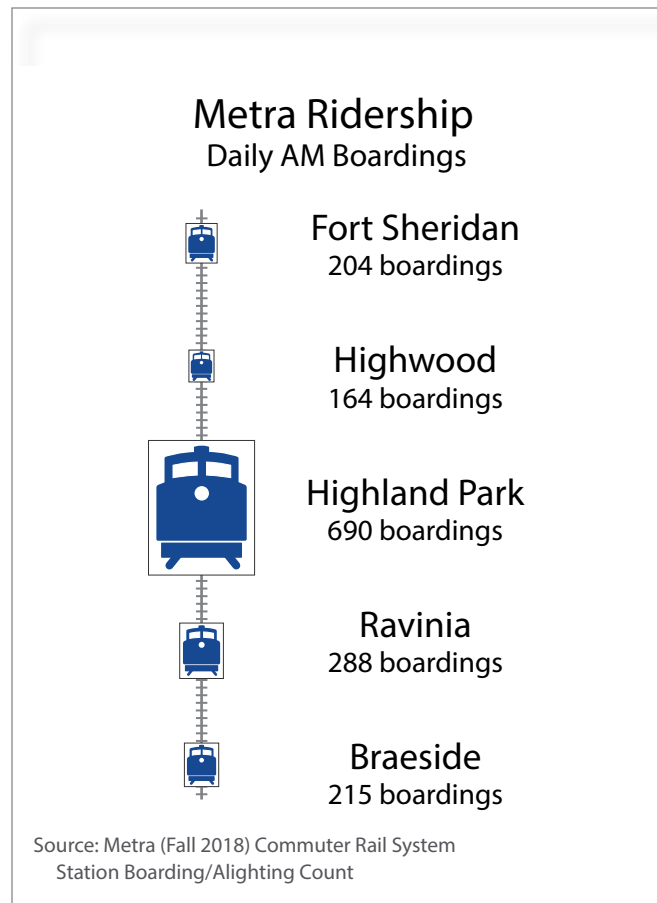 Metra Ridership
Daily AM Boardings
Fort Sheridan
204 boardings
Highwood
164 boardings
Highland Park
690 boardings
Ravinia
288 boardings
Braeside
215 boardings
Source: Metra (Fall 2018) Commuter Rail System
Station Boarding/Alighting Count